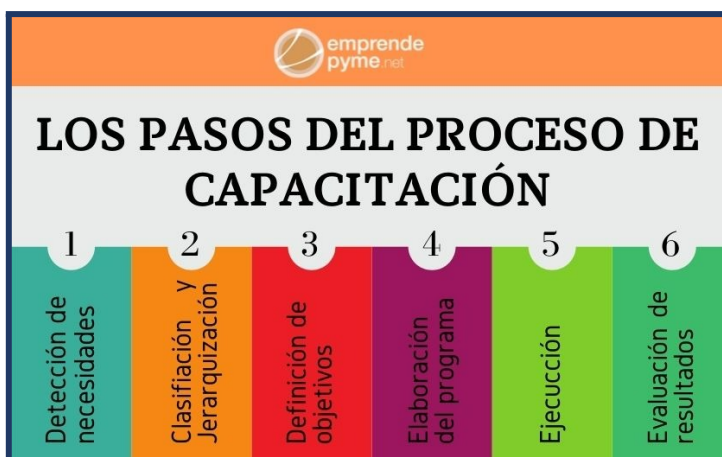 emprende
pyme.net
LOS PASOS DEL PROCESO DE
CAPACITACIÓN
1
2
3
4
5
6
Detección de
necesidades
Clasifiación y
Jerarquización
Definición de
objetivos
Elaboración
del programa
Ejecucción
Evaluación de
resultados